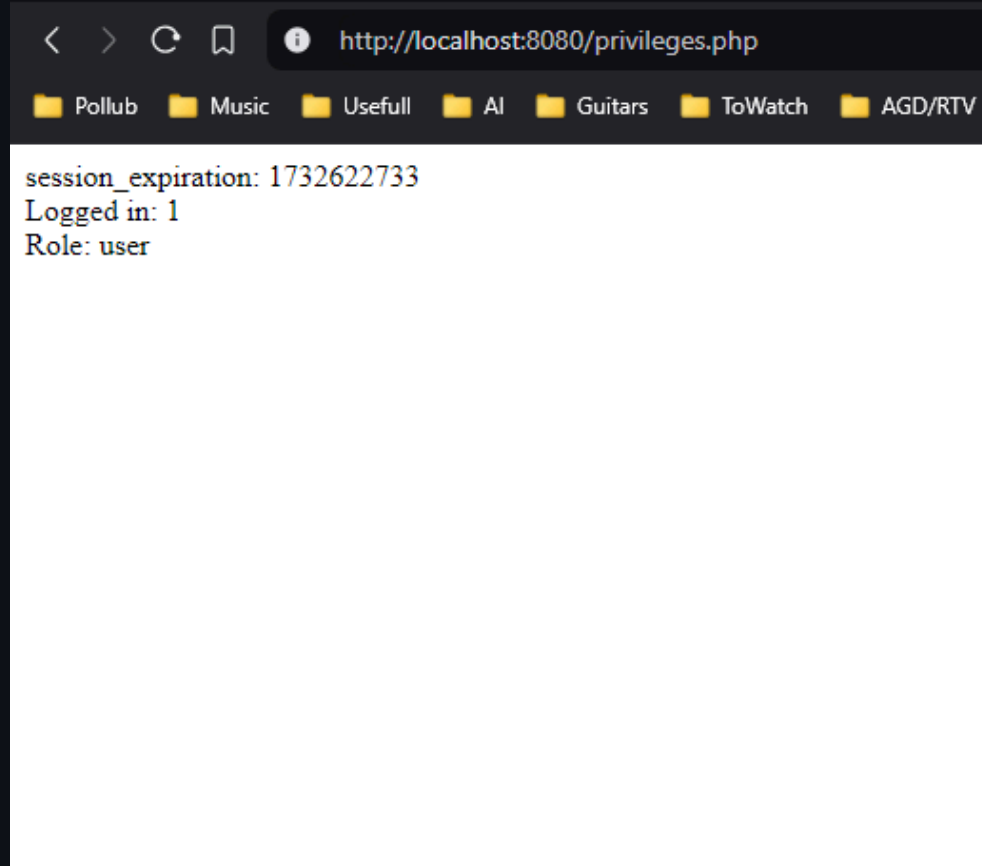 http://localhost:8080/privileges.php
Pollub Music Usefull AI Guitars ToWatch AGD/RTV
session_expiration: 1732622733
Logged in: 1
Role: user